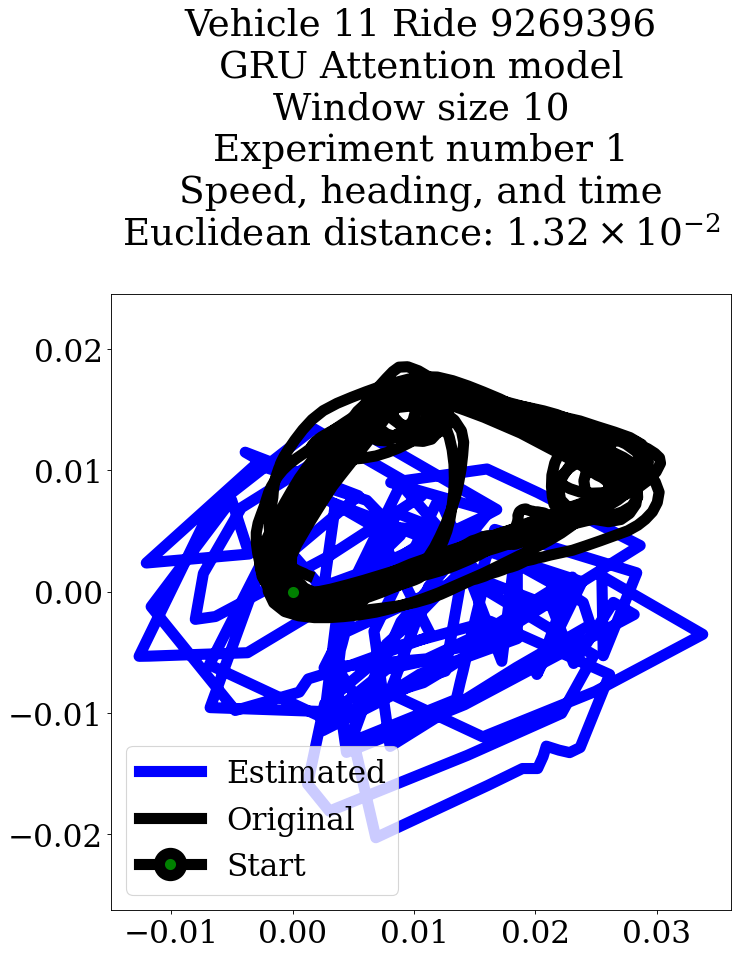 Vehicle 11 Ride 9269396
GRU Attention model
Window size 10
Experiment number 1
Speed, heading, and time
Euclidean distance: 1.32 × 10⁻²
0.02
0.01
0.00
−0.01
−0.02
Estimated
Original
Start
−0.01 0.00 0.01 0.02 0.03